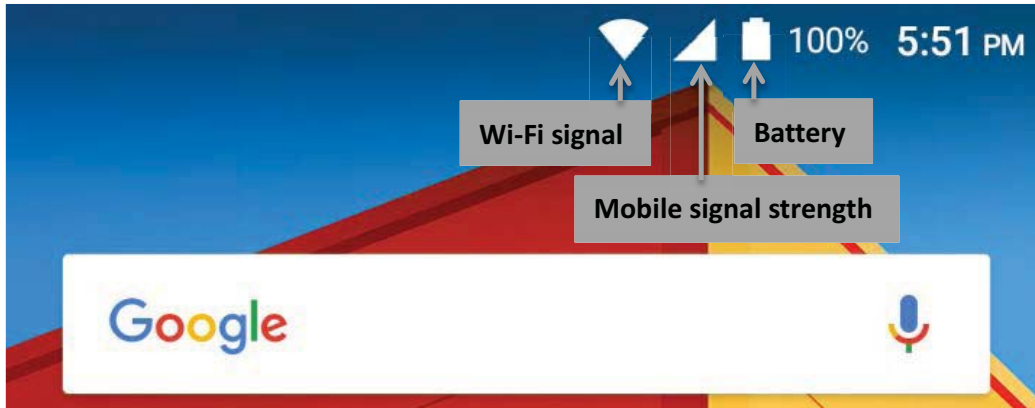 100% 5:51 PM
Wi-Fi signal
Battery
Mobile signal strength
Google